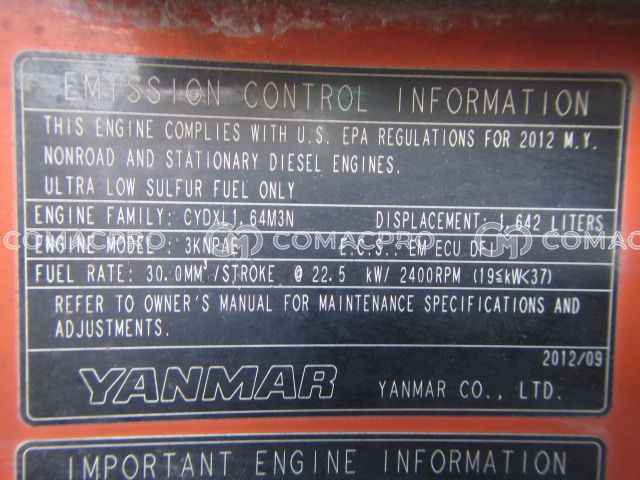 EMISSION CONTROL INFORMATION
THIS ENGINE COMPLIES WITH U.S. EPA REGULATIONS FOR 2012 M.Y.
NONROAD AND STATIONARY DIESEL ENGINES.
ULTRA LOW SULFUR FUEL ONLY
ENGINE FAMILY: CYDXL1.64M3N DISPLACEMENT: 1.642 LITERS
COMACPRO COMACPRO COMACPRO
ENGINE MODEL : 3KNPAE E.C.S.: EM ECU DFI
FUEL RATE: 30.0MM³/STROKE @ 22.5 kW/ 2400RPM (19≦kW<37)
REFER TO OWNER'S MANUAL FOR MAINTENANCE SPECIFICATIONS AND
ADJUSTMENTS.
2012/09
YANMAR YANMAR CO., LTD.
IMPORTANT ENGINE INFORMATION